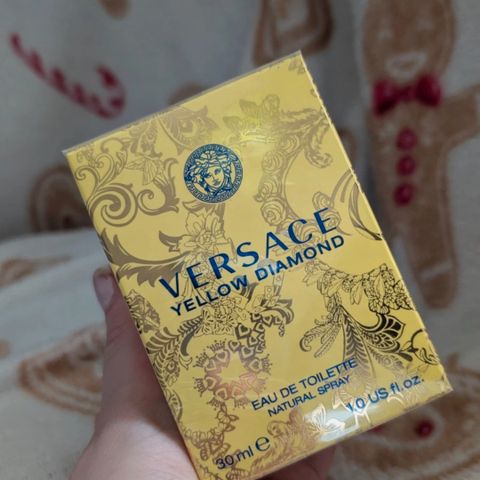 VERSACE
YELLOW DIAMOND
EAU DE TOILETTE
NATURAL SPRAY
30 ml e 1.0 US fl.oz.